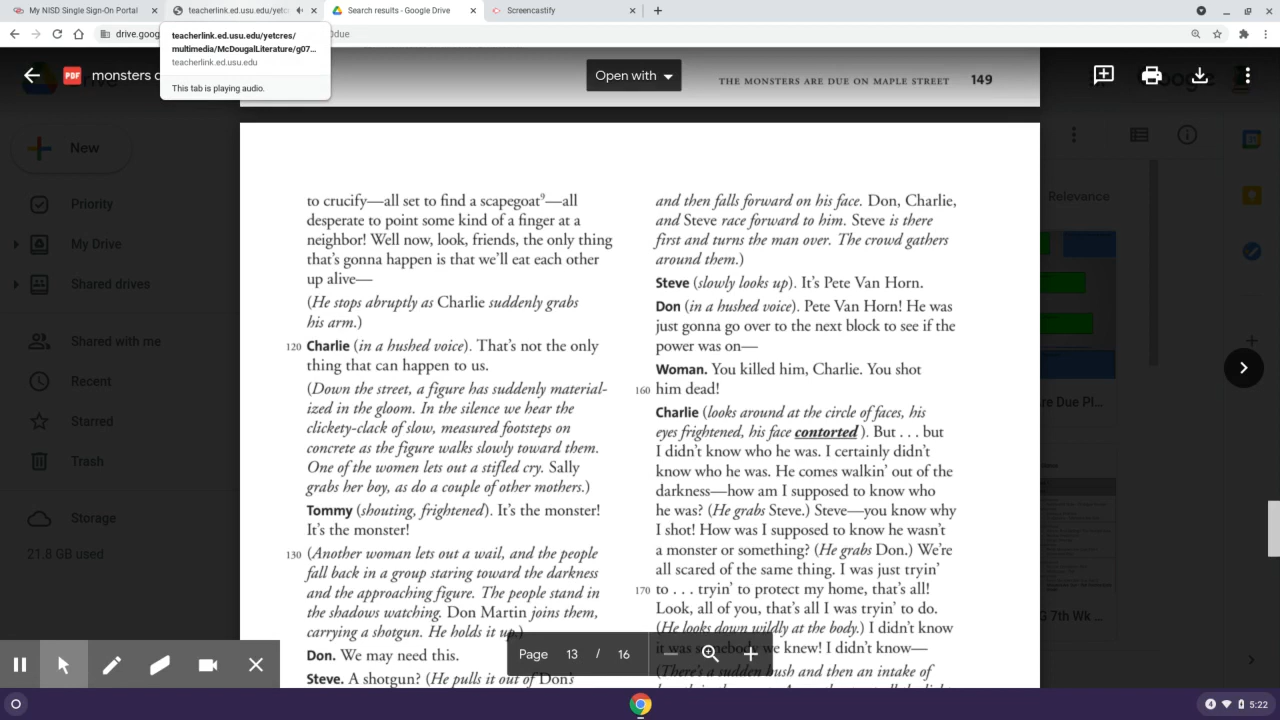 My NISD Single Sign-On Portal
teacherlink.ed.usu.edu/yetc
Search results - Google Drive
Screencastify
drive.goog
0due
teacherlink.ed.usu.edu/yetcres/
multimedia/McDougalLiterature/g07...
teacherlink.ed.usu.edu
This tab is playing audio.
PDF
monsters
Open with
THE MONSTERS ARE DUE ON MAPLE STREET 149
New
Priority
My Drive
Shared drives
Shared with me
Recent
Starred
Trash
Storage
21.8 GB used
Relevance
to crucify—all set to find a scapegoat⁹—all
desperate to point some kind of a finger at a
neighbor! Well now, look, friends, the only thing
that's gonna happen is that we'll eat each other
up alive—
(He stops abruptly as Charlie suddenly grabs
his arm.)
120 Charlie (in a hushed voice). That's not the only
thing that can happen to us.
(Down the street, a figure has suddenly material-
ized in the gloom. In the silence we hear the
clickety-clack of slow, measured footsteps on
concrete as the figure walks slowly toward them.
One of the women lets out a stifled cry. Sally
grabs her boy, as do a couple of other mothers.)
Tommy (shouting, frightened). It's the monster!
It's the monster!
130 (Another woman lets out a wail, and the people
fall back in a group staring toward the darkness
and the approaching figure. The people stand in
the shadows watching. Don Martin joins them,
carrying a shotgun. He holds it up.)
Don. We may need this.
Steve. A shotgun? (He pulls it out of Don's
and then falls forward on his face. Don, Charlie,
and Steve race forward to him. Steve is there
first and turns the man over. The crowd gathers
around them.)
Steve (slowly looks up). It's Pete Van Horn.
Don (in a hushed voice). Pete Van Horn! He was
just gonna go over to the next block to see if the
power was on—
Woman. You killed him, Charlie. You shot
160 him dead!
Charlie (looks around at the circle of faces, his
eyes frightened, his face contorted). But . . . but
I didn't know who he was. I certainly didn't
know who he was. He comes walkin' out of the
darkness—how am I supposed to know who
he was? (He grabs Steve.) Steve—you know why
I shot! How was I supposed to know he wasn't
a monster or something? (He grabs Don.) We're
all scared of the same thing. I was just tryin'
170 to . . . tryin' to protect my home, that's all!
Look, all of you, that's all I was tryin' to do.
(He looks down wildly at the body.) I didn't know
it was somebody we knew! I didn't know—
(There's a sudden hush and then an intake of
re Due Pl...
G 7th Wk
Page 13 / 16
4
5:22